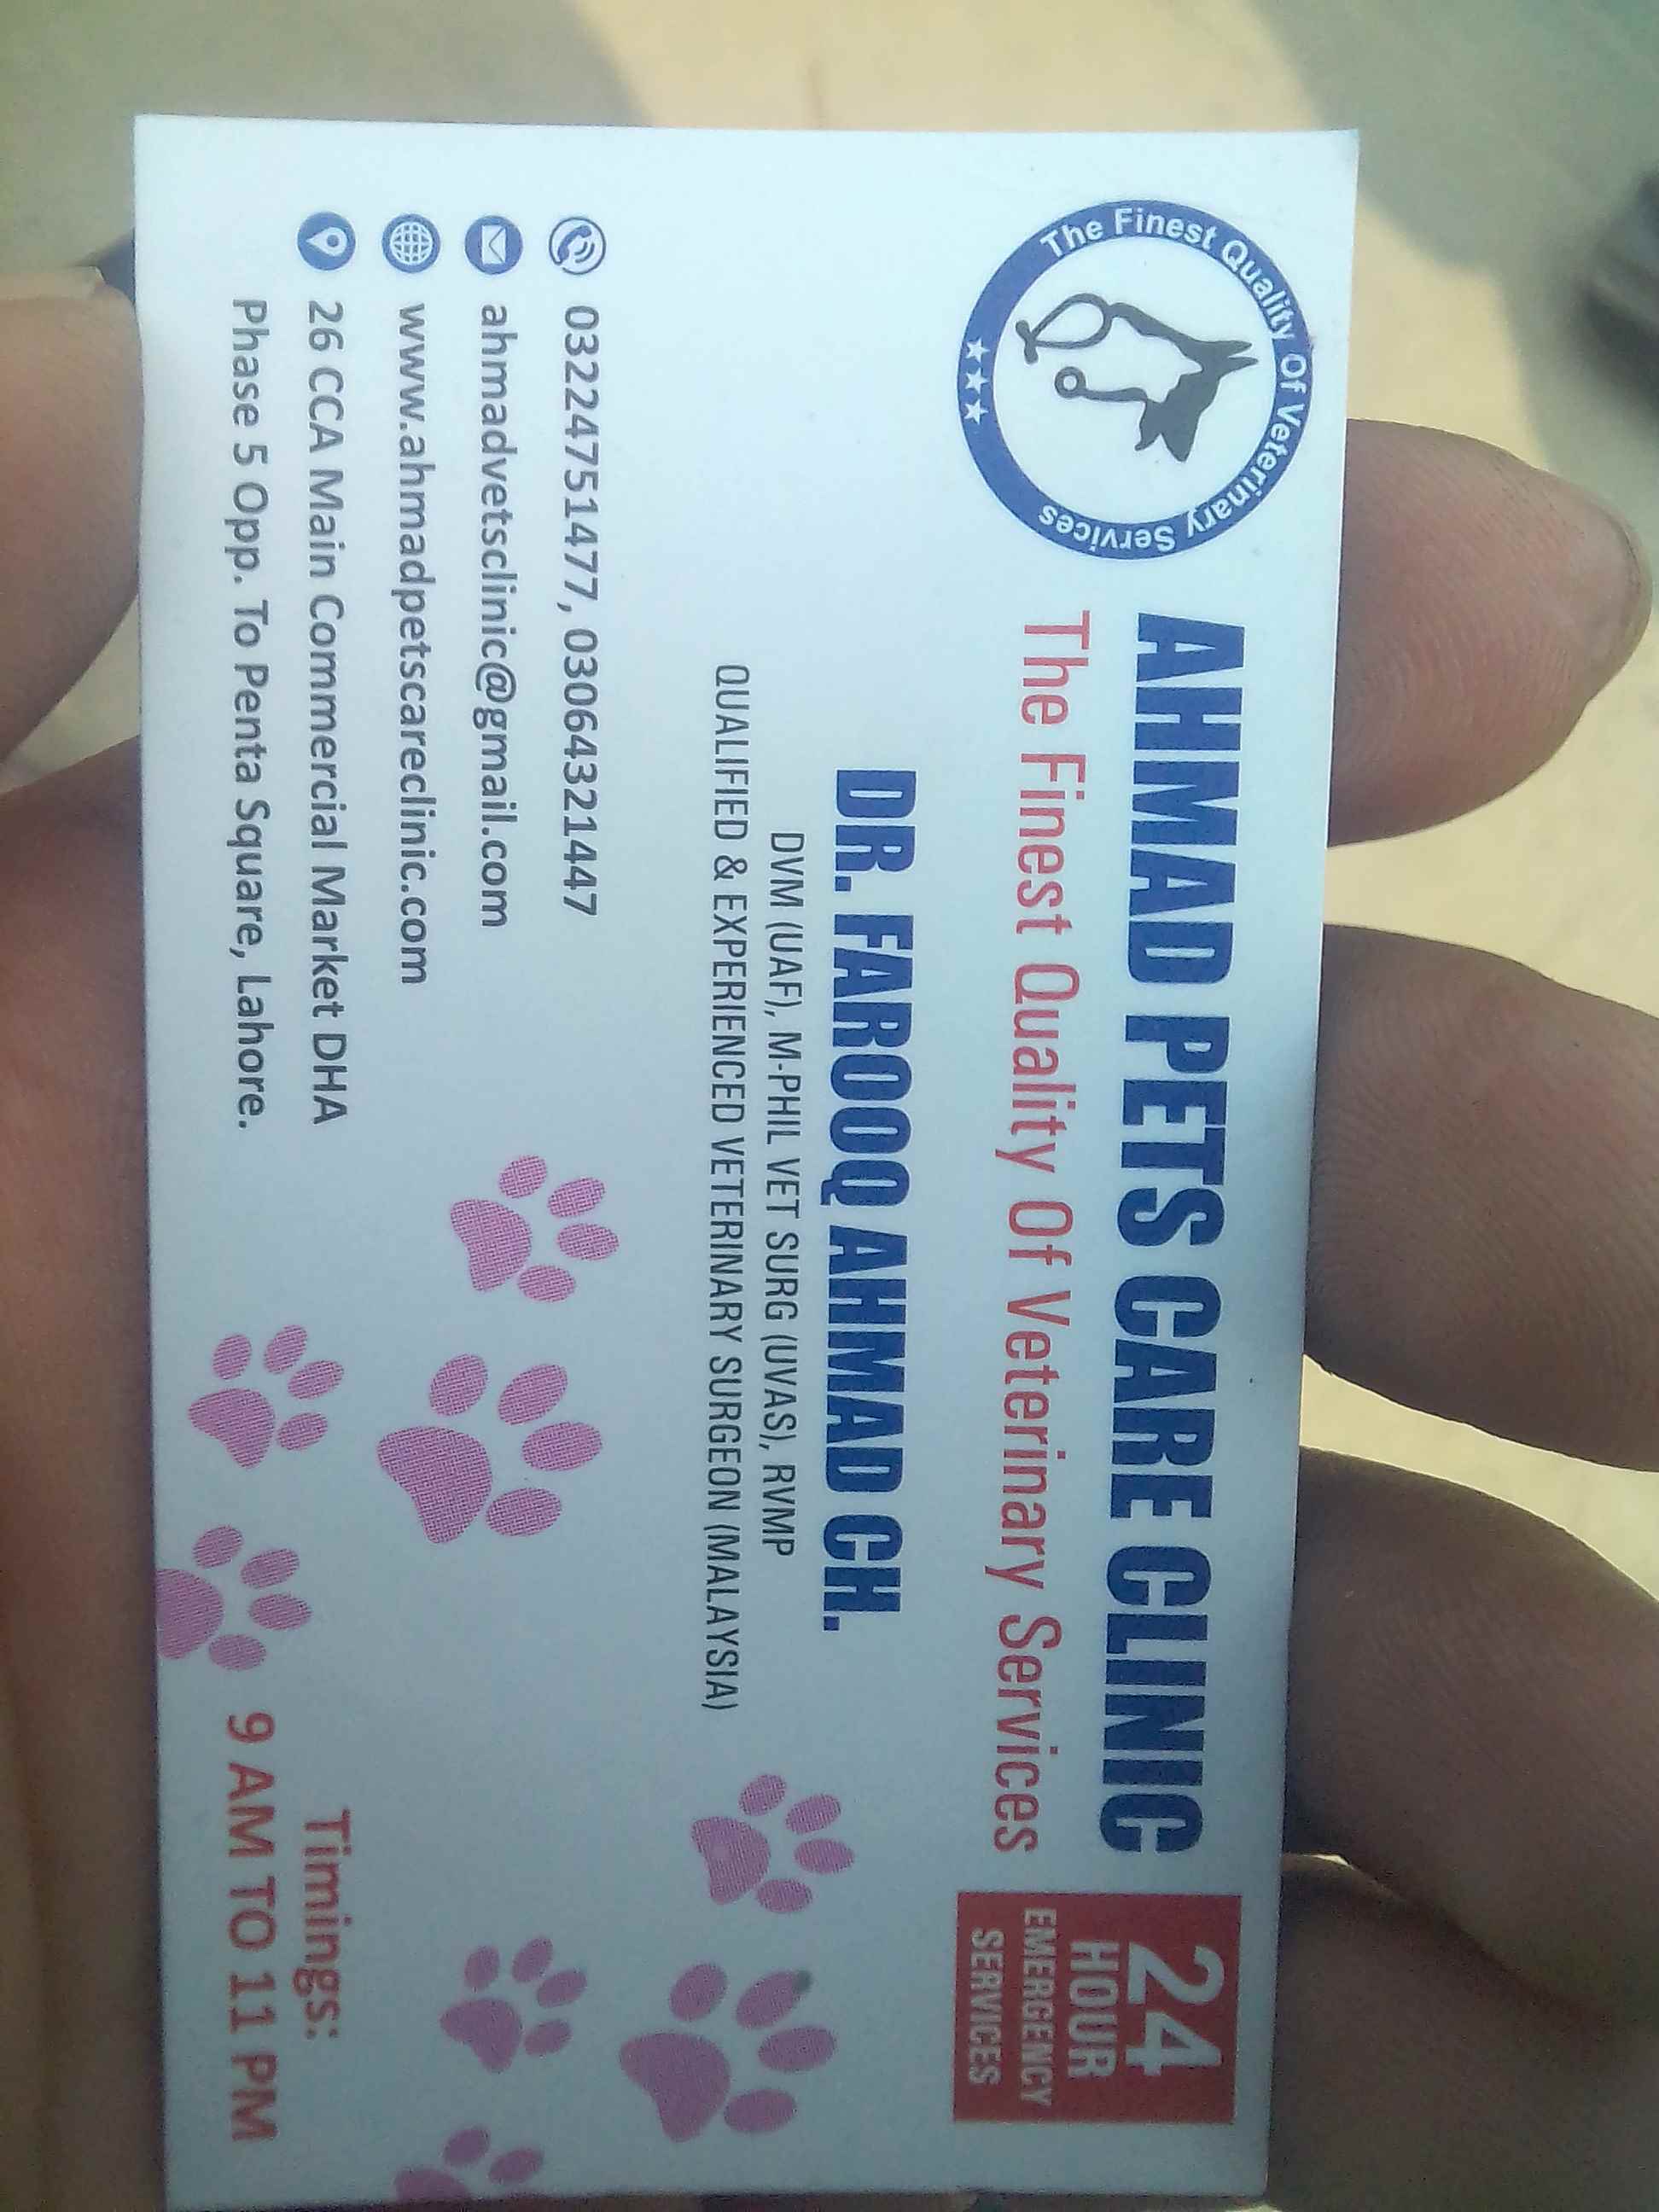 The Finest Quality Of Veterinary Services
AHMAD PETS CARE CLINIC
The Finest Quality Of Veterinary Services
24
HOUR
EMERGENCY
SERVICES
DR. FAROOQ AHMAD CH.
DVM (UAF), M-PHIL VET SURG (UVAS), RVMP
QUALIFIED & EXPERIENCED VETERINARY SURGEON (MALAYSIA)
03224751477, 03064321447
ahmadvetsclinic@gmail.com
www.ahmadpetscareclinic.com
26 CCA Main Commercial Market DHA
Phase 5 Opp. To Penta Square, Lahore.
Timings:
9 AM TO 11 PM